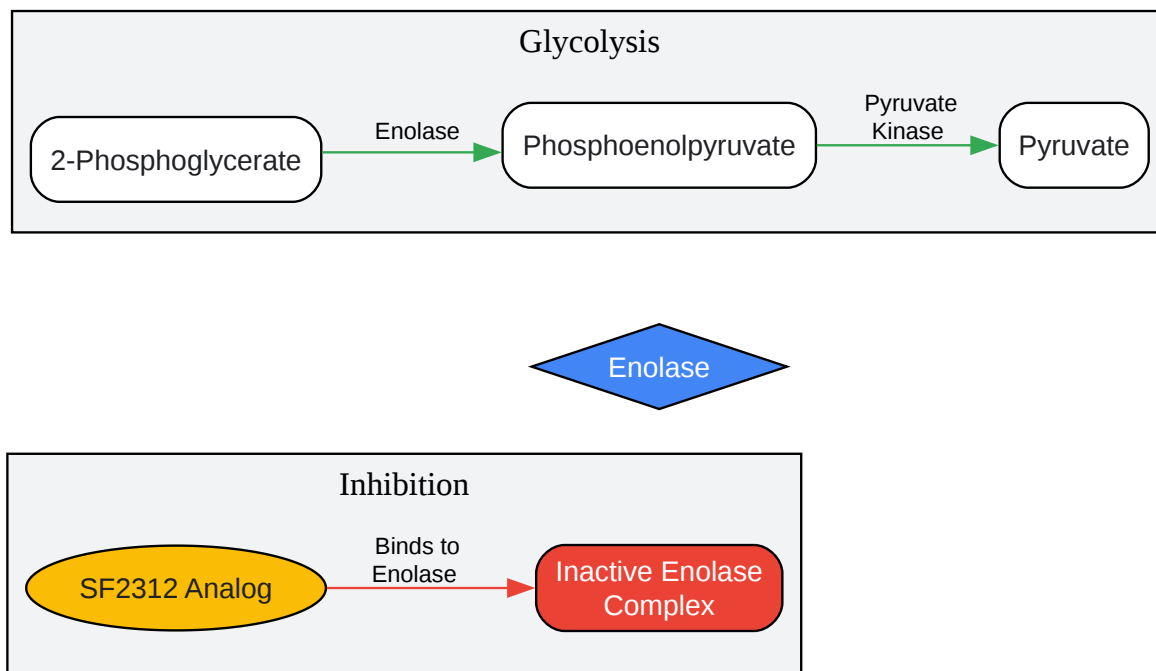 Glycolysis
2-Phosphoglycerate
Enolase
Phosphoenolpyruvate
Pyruvate
Kinase
Pyruvate
Enolase
Inhibition
SF2312 Analog
Binds to
Enolase
Inactive Enolase
Complex